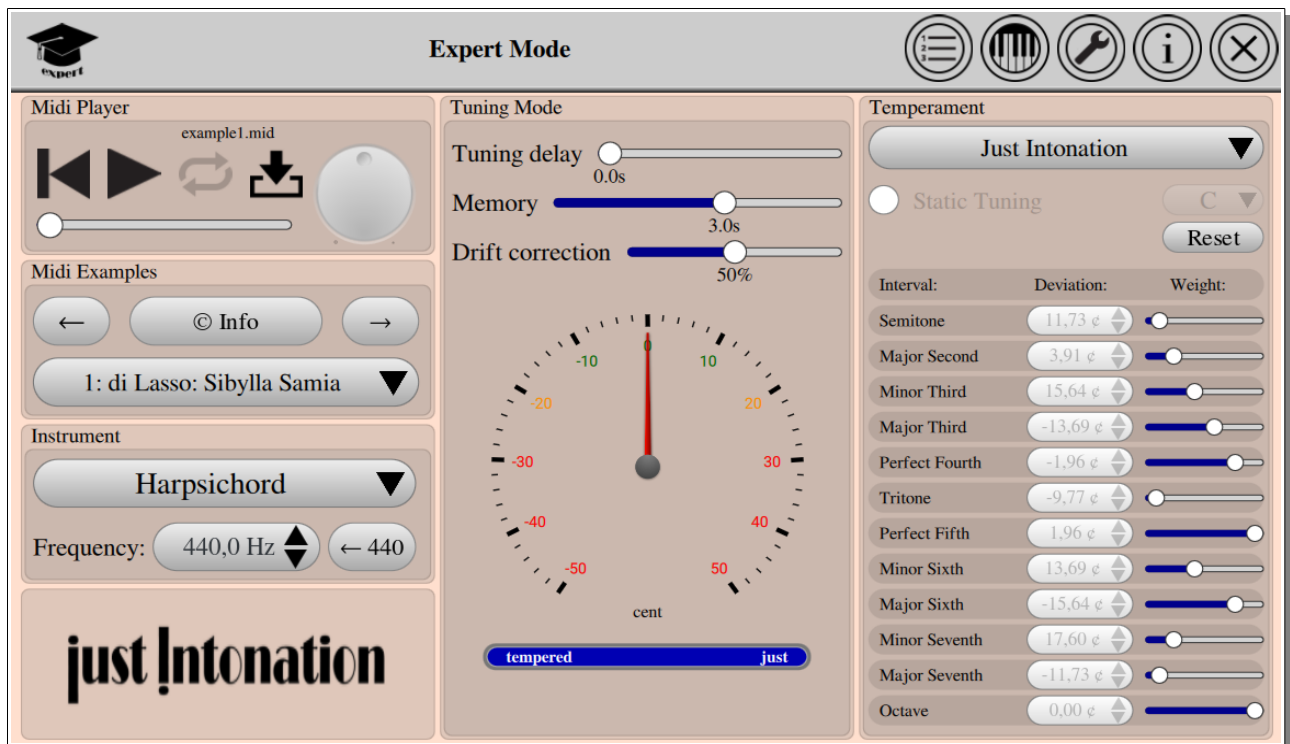 expert
Expert Mode
1
2
3
i
Midi Player
example1.mid
Midi Examples
← © Info →
1: di Lasso: Sibylla Samia
Instrument
Harpsichord
Frequency: 440,0 Hz ← 440
just Intonation
Tuning Mode
Tuning delay
0.0s
Memory
3.0s
Drift correction
50%
0
-10 10
-20 20
-30 30
-40 40
-50 50
cent
tempered just
Temperament
Just Intonation
Static Tuning C
Reset
Interval: Deviation: Weight:
Semitone 11,73 ¢
Major Second 3,91 ¢
Minor Third 15,64 ¢
Major Third -13,69 ¢
Perfect Fourth -1,96 ¢
Tritone -9,77 ¢
Perfect Fifth 1,96 ¢
Minor Sixth 13,69 ¢
Major Sixth -15,64 ¢
Minor Seventh 17,60 ¢
Major Seventh -11,73 ¢
Octave 0,00 ¢